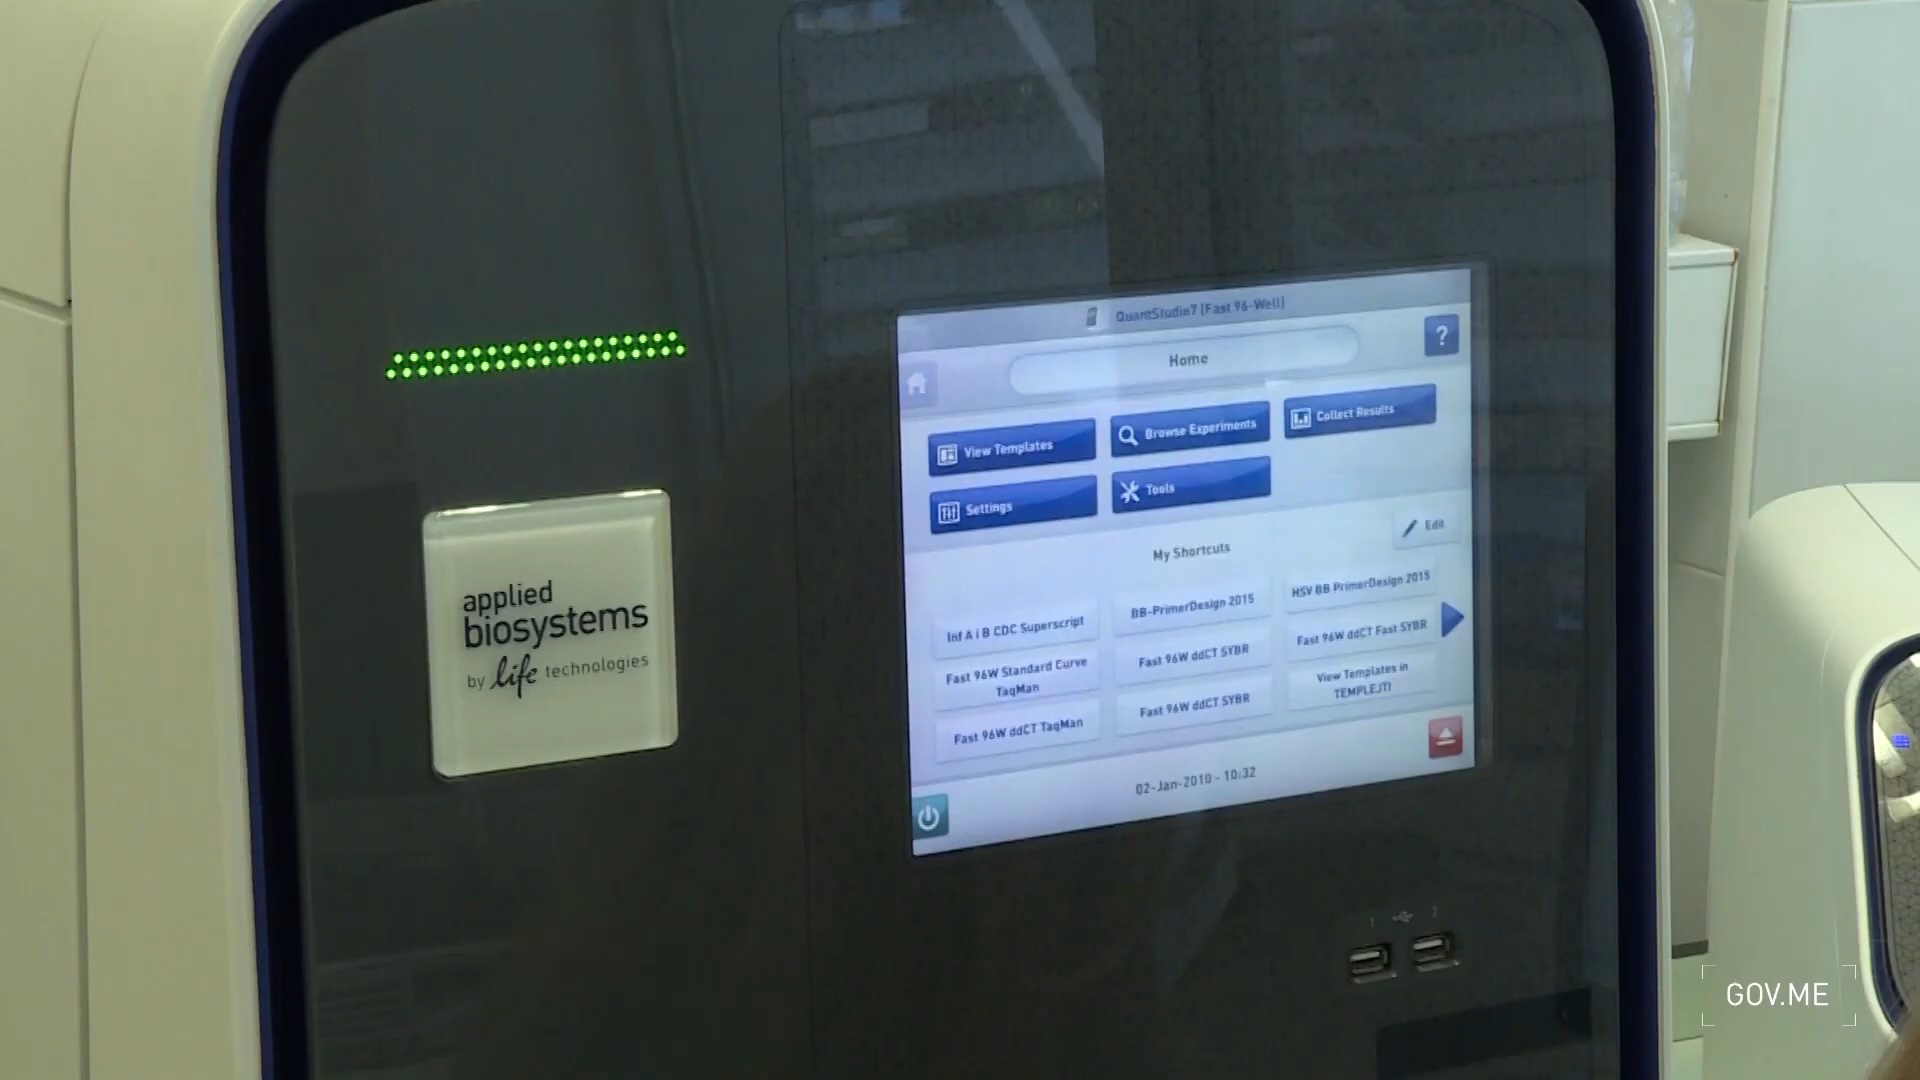 QuantStudio7 (Fast 96-Well)
Home
?
View Templates
Browse Experiments
Collect Results
Settings
Tools
Edit
My Shortcuts
Inf A i B CDC Superscript
BB-PrimerDesign 2015
HSV BB PrimerDesign 2015
Fast 96W Standard Curve
TaqMan
Fast 96W ddCT SYBR
Fast 96W ddCT Fast SYBR
Fast 96W ddCT TaqMan
Fast 96W ddCT SYBR
View Templates in
TEMPLEJTI
02-Jan-2010 - 10:32
applied
biosystems
by life technologies
1 2
GOV.ME